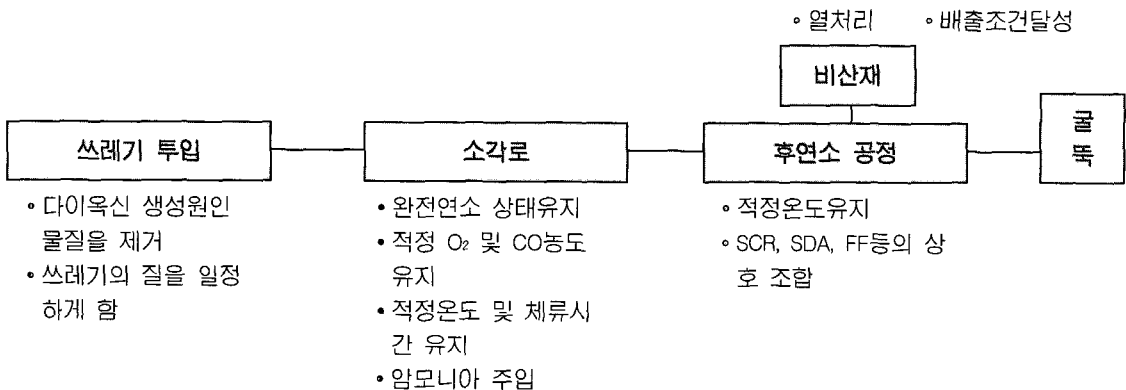 ◦ 열처리 ◦ 배출조건달성
비산재
쓰레기 투입
소각로
후연소 공정
굴
뚝
• 다이옥신 생성원인
물질을 제거
• 쓰레기의 질을 일정
하게 함
• 완전연소 상태유지
• 적정 O₂ 및 CO농도
유지
• 적정온도 및 체류시
간 유지
• 암모니아 주입
◦ 적정온도유지
◦ SCR, SDA, FF등의 상
호 조합